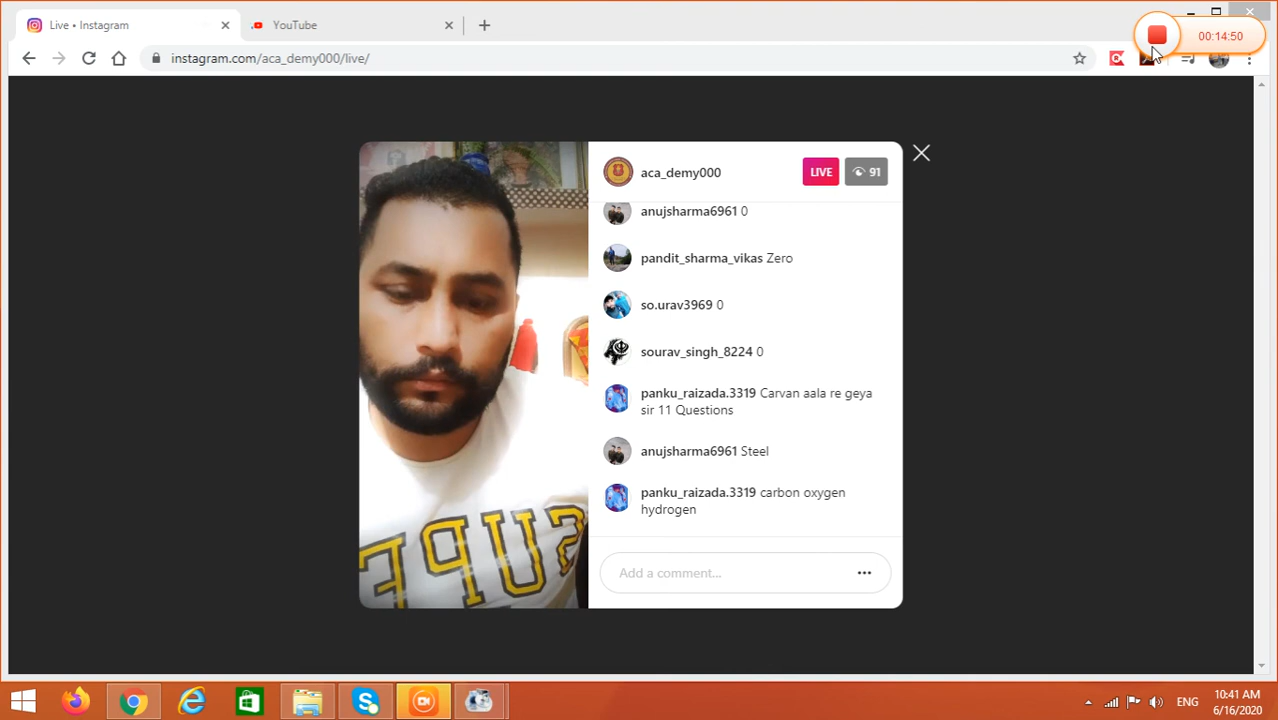 Live • Instagram
YouTube
00:14:50
instagram.com/aca_demy000/live/
aca_demy000
LIVE
91
anujsharma6961 0
pandit_sharma_vikas Zero
so.urav3969 0
sourav_singh_8224 0
panku_raizada.3319 Carvan aala re geya
sir 11 Questions
anujsharma6961 Steel
panku_raizada.3319 carbon oxygen
hydrogen
Add a comment...
SUPE
ENG
10:41 AM
6/16/2020